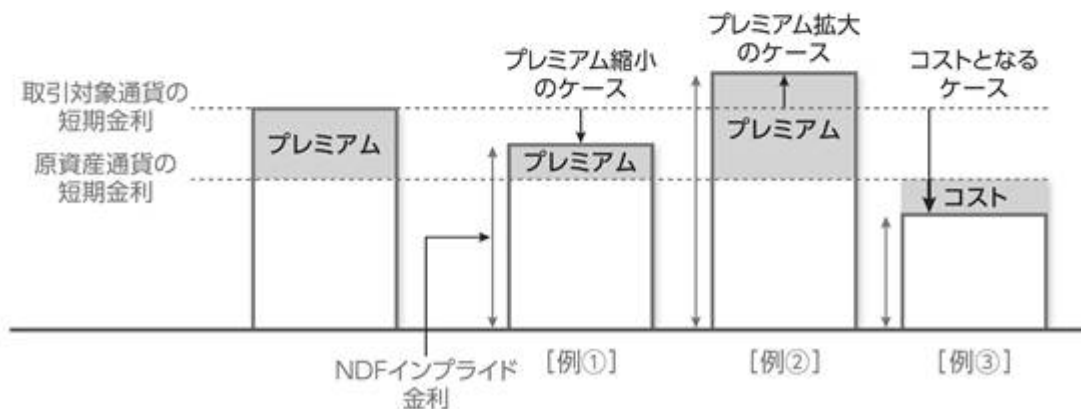 取引対象通貨の
短期金利
原資産通貨の
短期金利
プレミアム
プレミアム縮小
のケース
プレミアム
プレミアム拡大
のケース
プレミアム
コストとなる
ケース
コスト
NDFインプライド
金利
[例①]
[例②]
[例③]